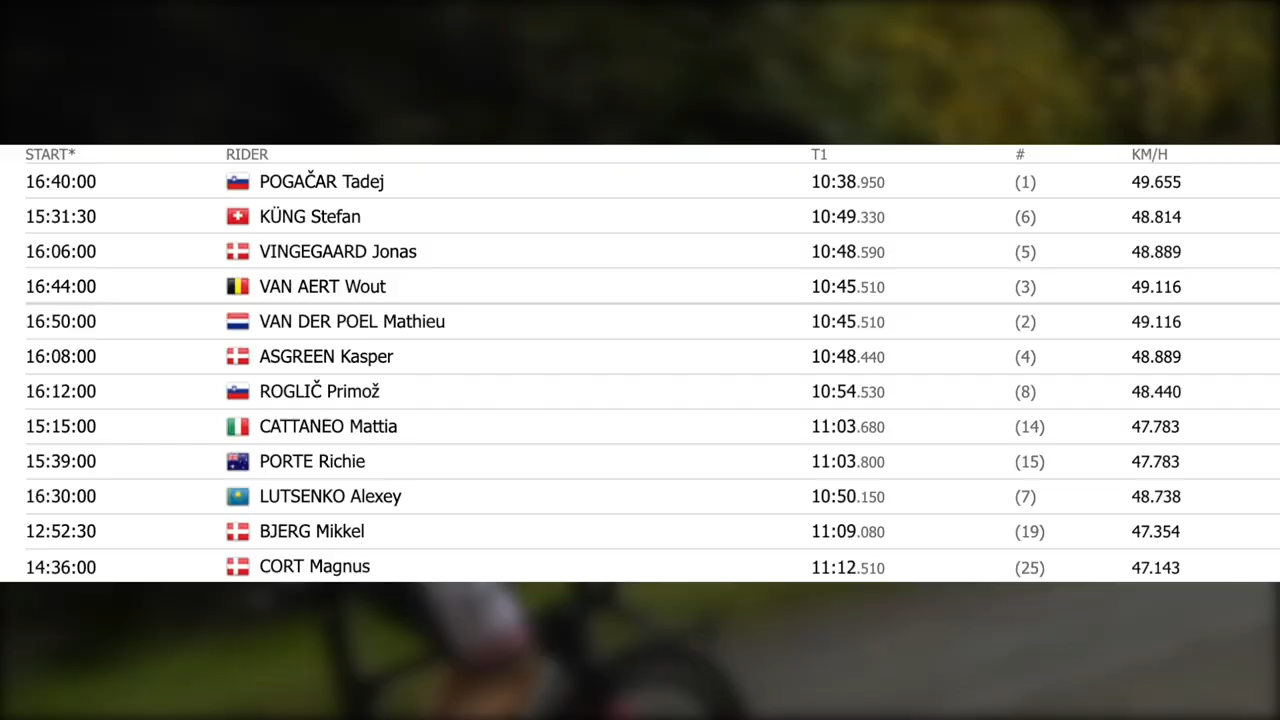 START* RIDER T1 # KM/H
16:40:00 POGAČAR Tadej 10:38.950 (1) 49.655
15:31:30 KÜNG Stefan 10:49.330 (6) 48.814
16:06:00 VINGEGAARD Jonas 10:48.590 (5) 48.889
16:44:00 VAN AERT Wout 10:45.510 (3) 49.116
16:50:00 VAN DER POEL Mathieu 10:45.510 (2) 49.116
16:08:00 ASGREEN Kasper 10:48.440 (4) 48.889
16:12:00 ROGLIČ Primož 10:54.530 (8) 48.440
15:15:00 CATTANEO Mattia 11:03.680 (14) 47.783
15:39:00 PORTE Richie 11:03.800 (15) 47.783
16:30:00 LUTSENKO Alexey 10:50.150 (7) 48.738
12:52:30 BJERG Mikkel 11:09.080 (19) 47.354
14:36:00 CORT Magnus 11:12.510 (25) 47.143